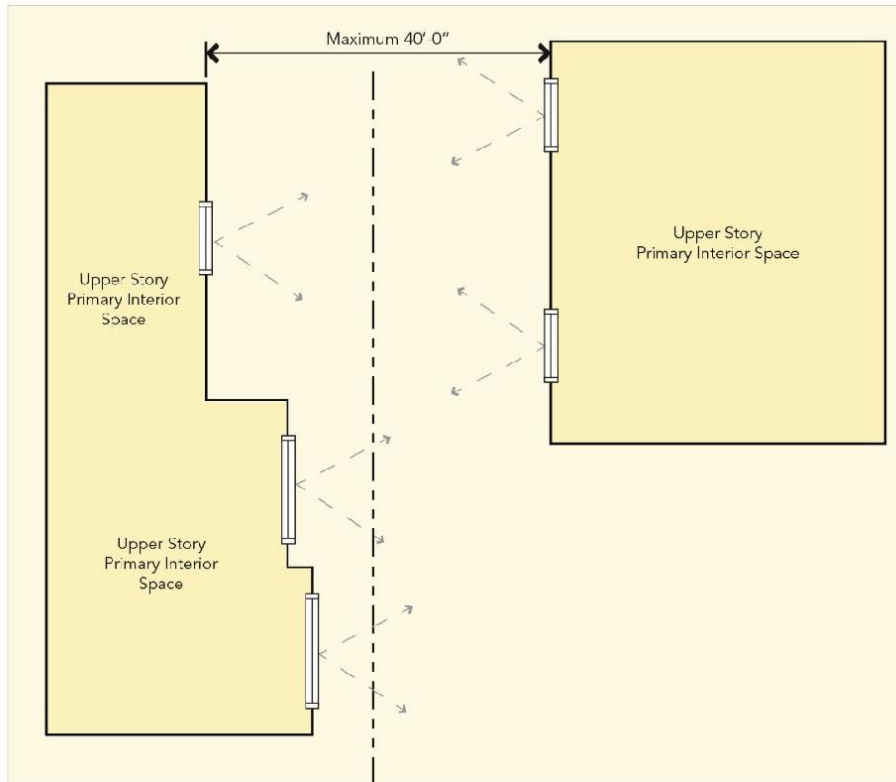 Maximum 40'-0"
Upper Story
Primary Interior Space
Upper Story
Primary Interior
Space
Upper Story
Primary Interior
Space